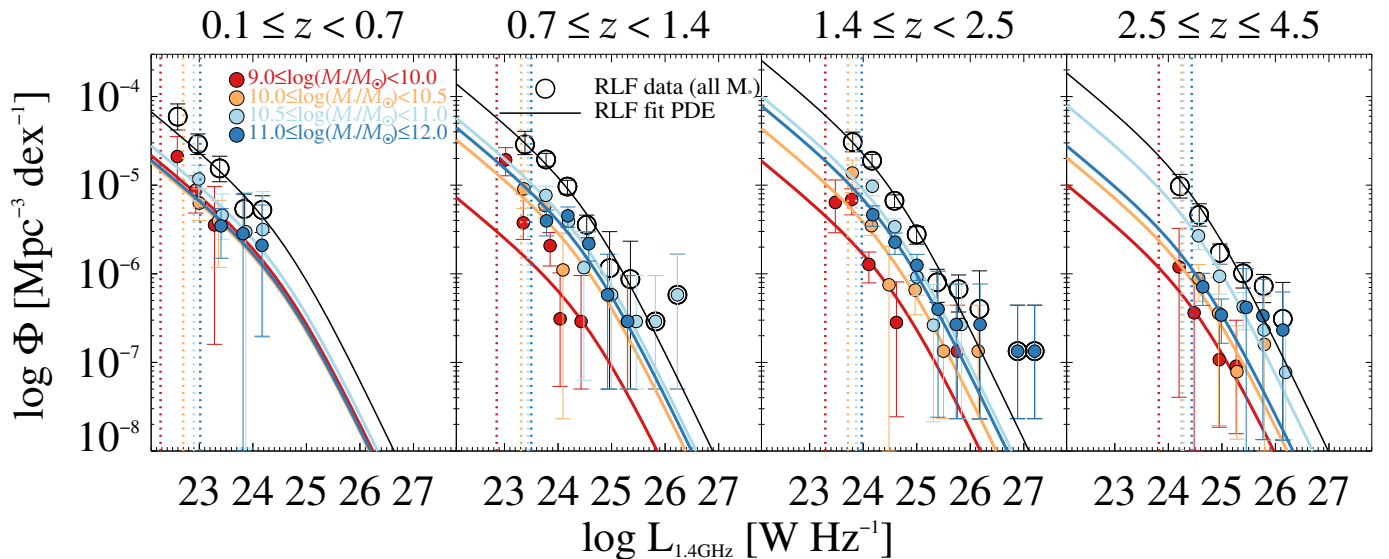 0.1 ≤ z < 0.7 0.7 ≤ z < 1.4 1.4 ≤ z < 2.5 2.5 ≤ z ≤ 4.5
9.0≤log(M*/M☉)<10.0
10.0≤log(M*/M☉)<10.5
10.5≤log(M*/M☉)<11.0
11.0≤log(M*/M☉)≤12.0
RLF data (all M*)
RLF fit PDE
log Φ [Mpc⁻³ dex⁻¹]
10⁻⁴
10⁻⁵
10⁻⁶
10⁻⁷
10⁻⁸
23 24 25 26 27 23 24 25 26 27 23 24 25 26 27 23 24 25 26 27
log L1.4GHz [W Hz⁻¹]